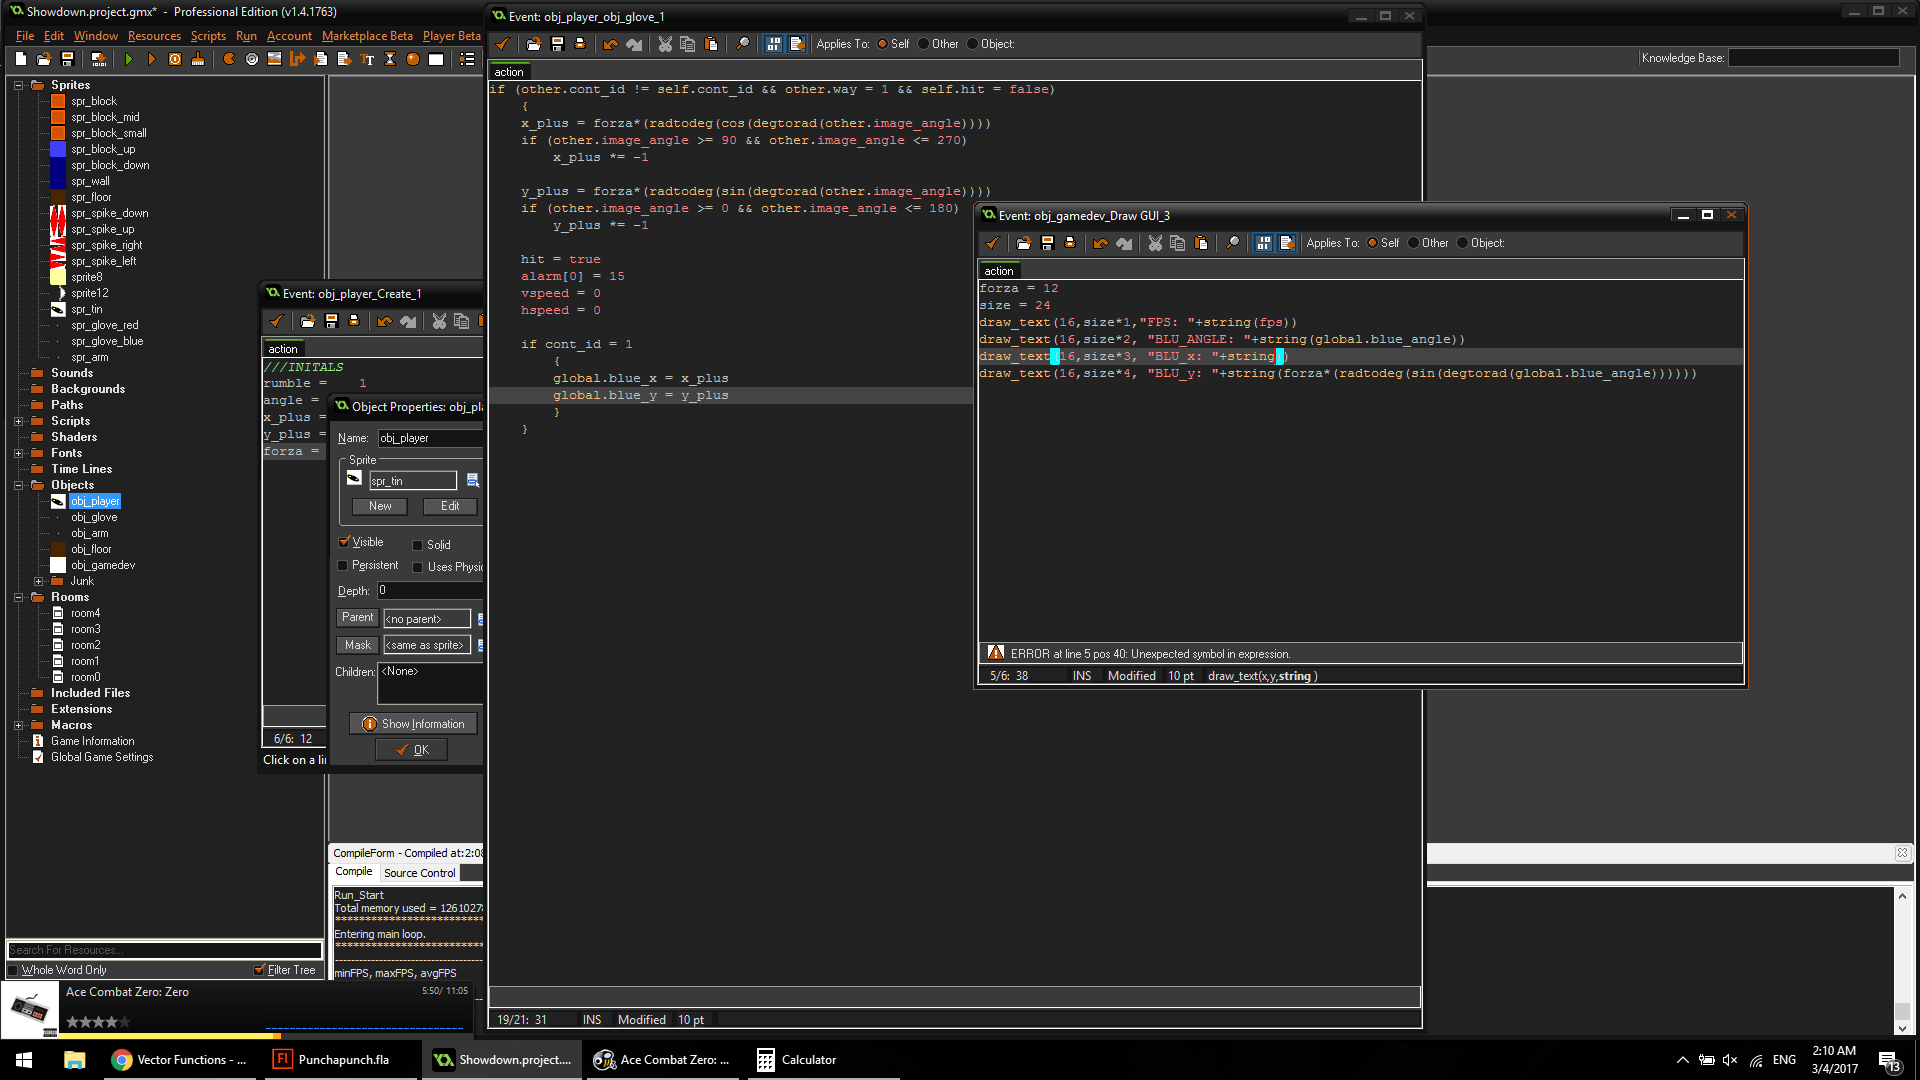 Showdown.project.gmx* - Professional Edition (v1.4.1763)
File Edit Window Resources Scripts Run Account Marketplace Beta Player Beta
Sprites
spr_block
spr_block_mid
spr_block_small
spr_block_up
spr_block_down
spr_wall
spr_floor
spr_spike_down
spr_spike_up
spr_spike_right
spr_spike_left
sprite8
sprite12
spr_tin
spr_glove_red
spr_glove_blue
spr_arm
Sounds
Backgrounds
Paths
Scripts
Shaders
Fonts
Time Lines
Objects
obj_player
obj_glove
obj_arm
obj_floor
obj_gamedev
Junk
Rooms
room4
room3
room2
room1
room0
Included Files
Extensions
Macros
Game Information
Global Game Settings
Search For Resources...
Whole Word Only Filter Tree
Ace Combat Zero: Zero 5:50/ 11:05
Event: obj_player_Create_1
action
///INITALS
rumble = 1
angle =
x_plus =
y_plus =
forza =
6/6: 12
Click on a
Object Properties: obj_pl
Name: obj_player
Sprite
spr_tin
New Edit
Visible Solid
Persistent Uses Physi
Depth: 0
Parent <no parent>
Mask <same as sprite>
Children: <None>
Show Information
OK
CompileForm - Compiled at:2:08
Compile Source Control
Run_Start
Total memory used = 12610278
***********************
Entering main loop.
***********************
minFPS, maxFPS, avgFPS
Event: obj_player_obj_glove_1
Applies To: Self Other Object:
action
if (other.cont_id != self.cont_id && other.way = 1 && self.hit = false)
{
x_plus = forza*(radtodeg(cos(degtorad(other.image_angle))))
if (other.image_angle >= 90 && other.image_angle <= 270)
x_plus *= -1
y_plus = forza*(radtodeg(sin(degtorad(other.image_angle))))
if (other.image_angle >= 0 && other.image_angle <= 180)
y_plus *= -1
hit = true
alarm[0] = 15
vspeed = 0
hspeed = 0
if cont_id = 1
{
global.blue_x = x_plus
global.blue_y = y_plus
}
}
19/21: 31 INS Modified 10 pt
Event: obj_gamedev_Draw GUI_3
Applies To: Self Other Object:
action
forza = 12
size = 24
draw_text(16,size*1,"FPS: "+string(fps))
draw_text(16,size*2, "BLU_ANGLE: "+string(global.blue_angle))
draw_text(16,size*3, "BLU_x: "+string))
draw_text(16,size*4, "BLU_y: "+string(forza*(radtodeg(sin(degtorad(global.blue_angle))))))
ERROR at line 5 pos 40: Unexpected symbol in expression.
5/6: 38 INS Modified 10 pt draw_text(x,y,string )
Knowledge Base:
Vector Functions - ... Punchapunch.fla Showdown.project.... Ace Combat Zero: ... Calculator
ENG
2:10 AM
3/4/2017
13